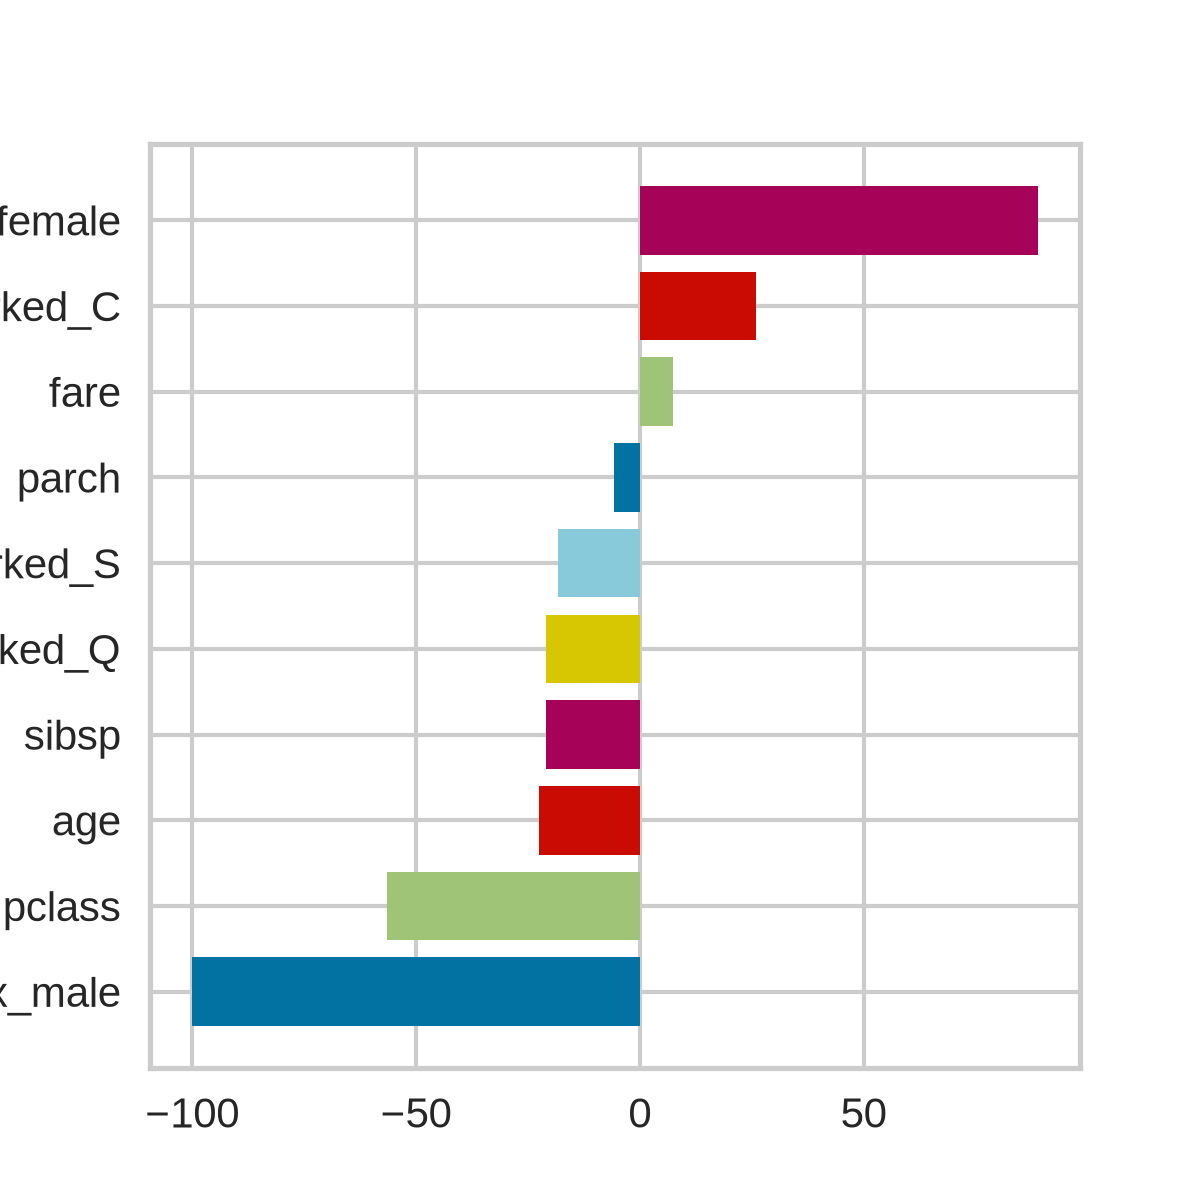 female
ked_C
fare
parch
rked_S
ked_Q
sibsp
age
pclass
x_male
−100 −50 0 50